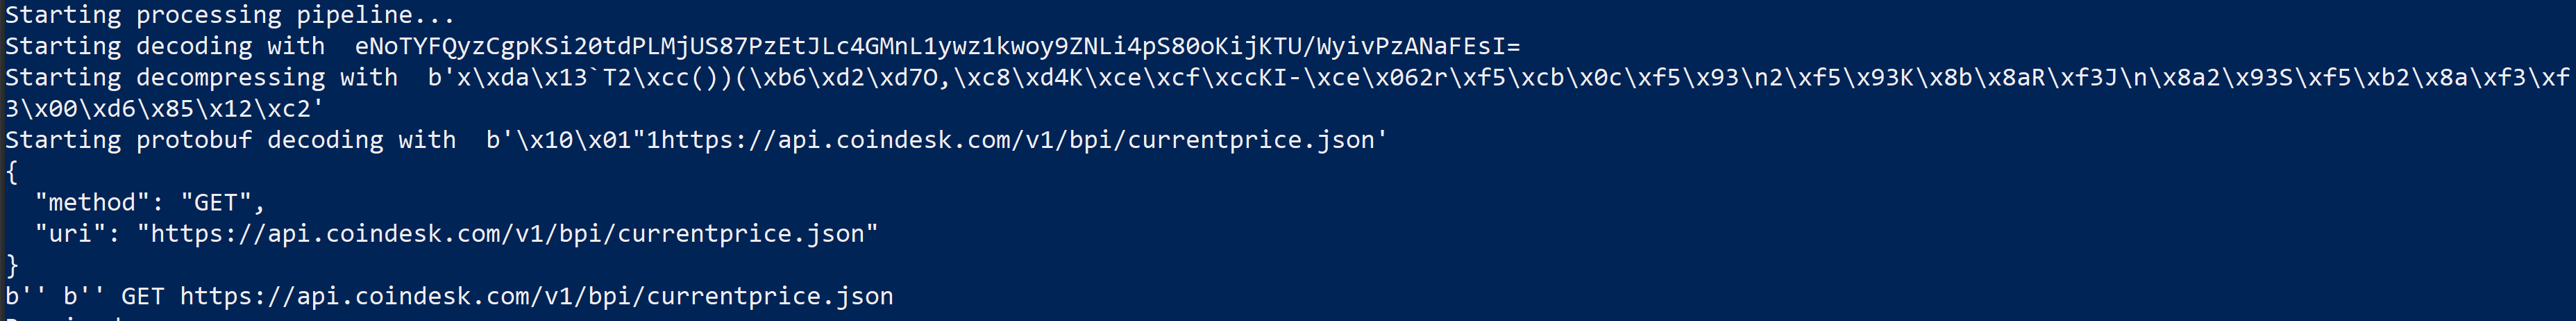 Starting processing pipeline...
Starting decoding with  eNoTYFQyzCgpKSi20tdPLMjUS87PzEtJLc4GMnL1ywz1kwoy9ZNLi4pS80oKijKTU/WyivPzANaFEsI=
Starting decompressing with  b'x\xda\x13`T2\xcc())(\xb6\xd2\xd7O,\xc8\xd4K\xce\xcf\xccKI-\xce\x062r\xf5\xcb\x0c\xf5\x93\n2\xf5\x93K\x8b\x8aR\xf3J\n\x8a2\x93S\xf5\xb2\x8a\xf3\xf
3\x00\xd6\x85\x12\xc2'
Starting protobuf decoding with  b'\x10\x01"1https://api.coindesk.com/v1/bpi/currentprice.json'
{
  "method": "GET",
  "uri": "https://api.coindesk.com/v1/bpi/currentprice.json"
}
b'' b'' GET https://api.coindesk.com/v1/bpi/currentprice.json